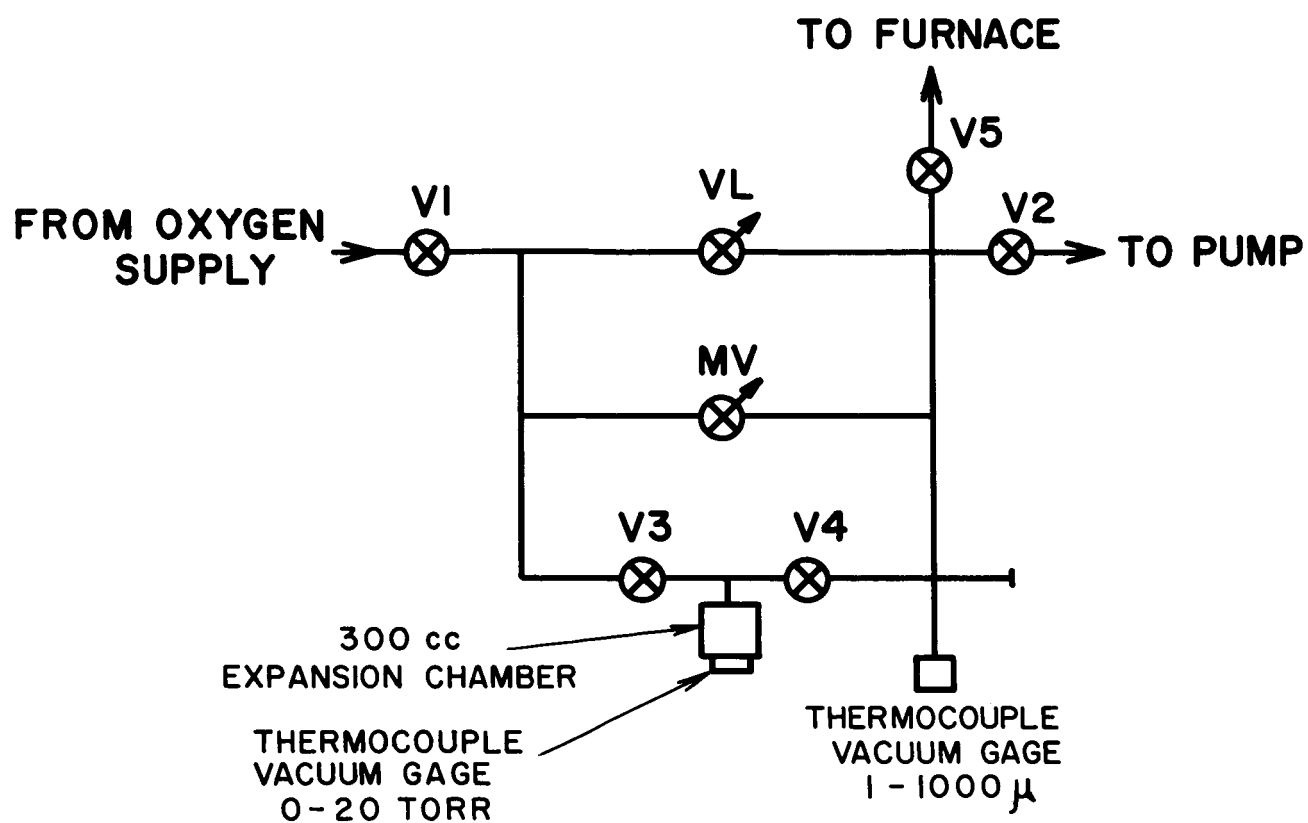 TO FURNACE
V5
V1
VL
V2
FROM OXYGEN
SUPPLY
TO PUMP
MV
V3
V4
300 cc
EXPANSION CHAMBER
THERMOCOUPLE
VACUUM GAGE
0-20 TORR
THERMOCOUPLE
VACUUM GAGE
1-1000 μ